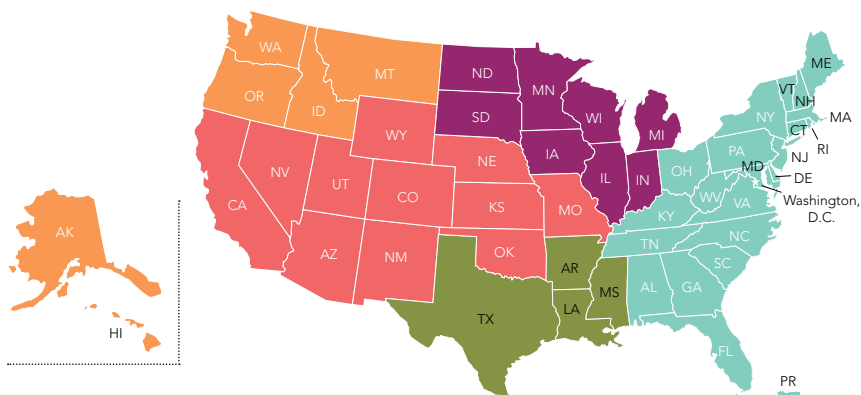 WA
OR
ID
MT
ND
SD
MN
WI
MI
IA
IL
IN
WY
NE
NV
UT
CO
KS
MO
CA
AZ
NM
OK
TX
AR
LA
MS
ME
VT
NH
NY
MA
CT
RI
PA
NJ
OH
MD
DE
WV
VA
Washington,
D.C.
KY
TN
NC
SC
AL
GA
FL
AK
HI
PR